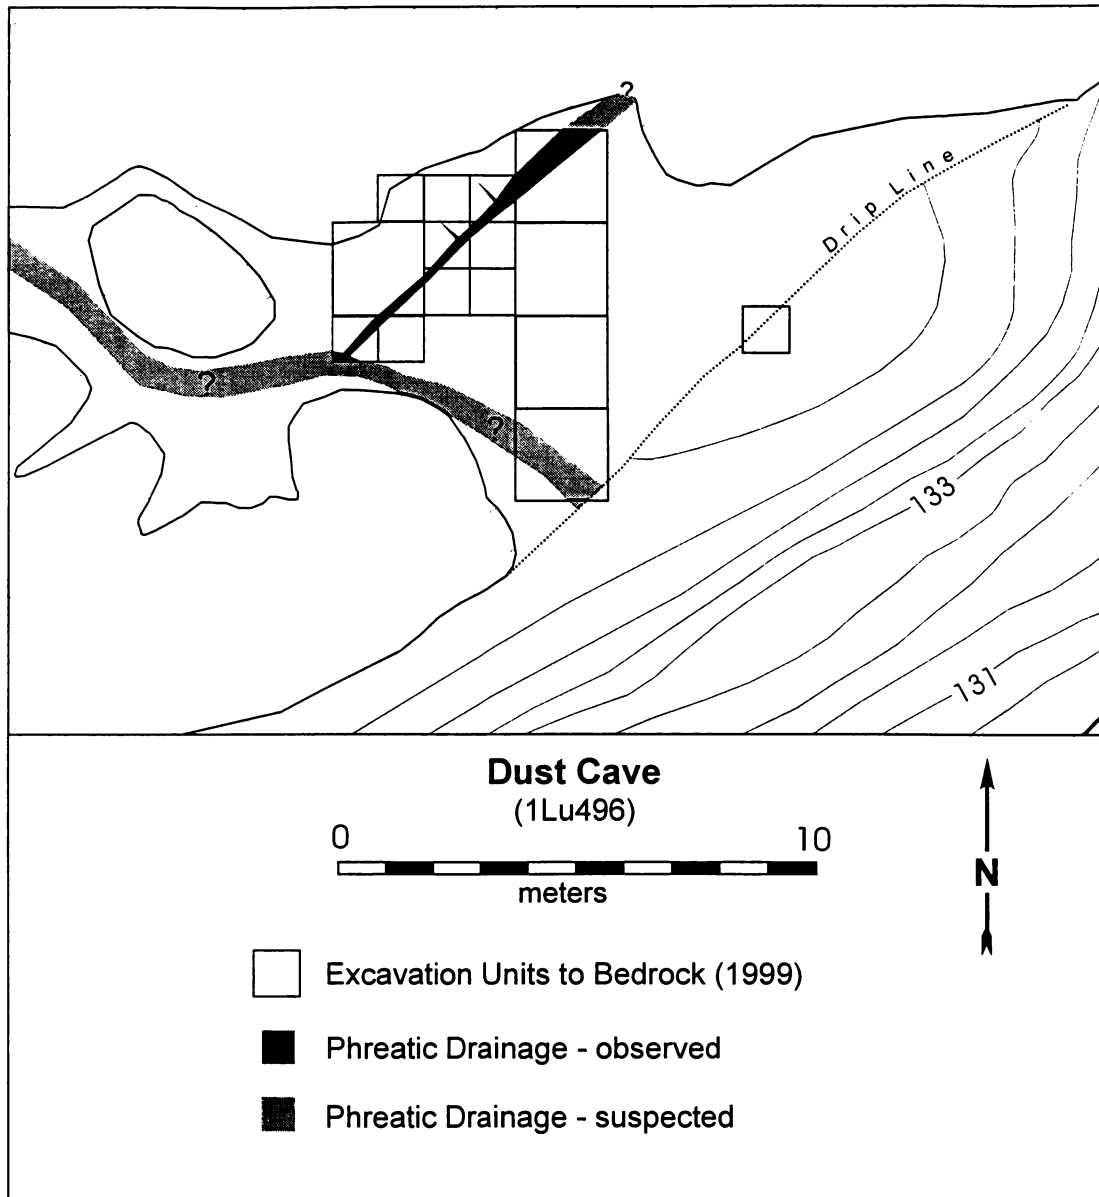 ?
Drip Line
?
?
133
131
Dust Cave
(1Lu496)
0 10
meters
N
Excavation Units to Bedrock (1999)
Phreatic Drainage - observed
Phreatic Drainage - suspected